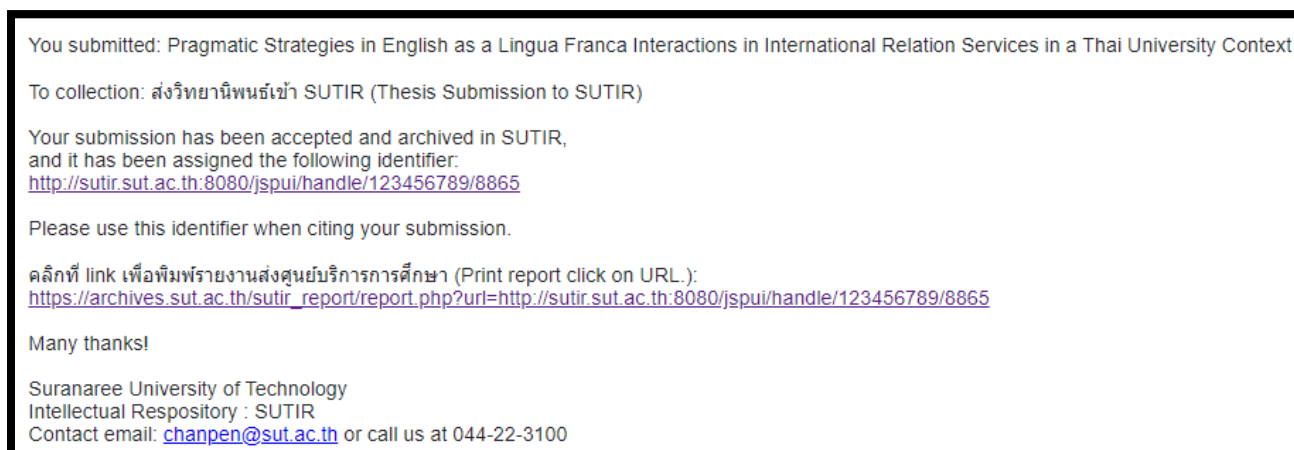 You submitted: Pragmatic Strategies in English as a Lingua Franca Interactions in International Relation Services in a Thai University Context
To collection: ส่งวิทยานิพนธ์เข้า SUTIR (Thesis Submission to SUTIR)
Your submission has been accepted and archived in SUTIR,
and it has been assigned the following identifier:
http://sutir.sut.ac.th:8080/jspui/handle/123456789/8865
Please use this identifier when citing your submission.
คลิกที่ link เพื่อพิมพ์รายงานส่งศูนย์บริการการศึกษา (Print report click on URL.):
https://archives.sut.ac.th/sutir_report/report.php?url=http://sutir.sut.ac.th:8080/jspui/handle/123456789/8865
Many thanks!
Suranaree University of Technology
Intellectual Respository : SUTIR
Contact email: chanpen@sut.ac.th or call us at 044-22-3100